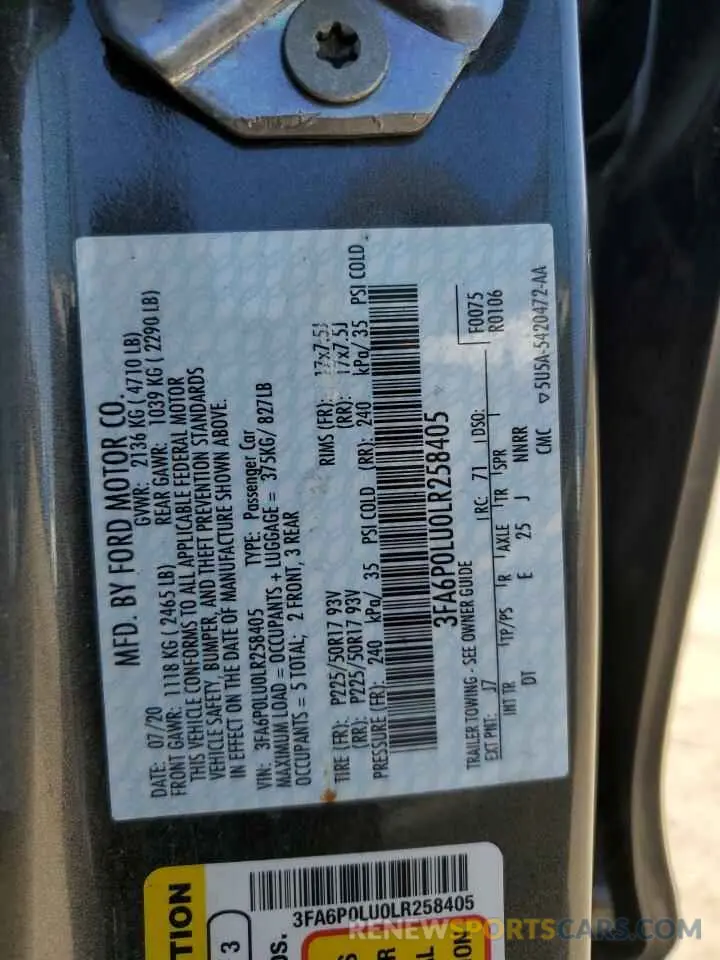 MFD. BY FORD MOTOR CO.
DATE: 07/20 GVWR: 2136 KG ( 4710 LB)
FRONT GAWR: 1118 KG ( 2465 LB) REAR GAWR: 1039 KG ( 2290 LB)
THIS VEHICLE CONFORMS TO ALL APPLICABLE FEDERAL MOTOR
VEHICLE SAFETY, BUMPER, AND THEFT PREVENTION STANDARDS
IN EFFECT ON THE DATE OF MANUFACTURE SHOWN ABOVE.
VIN: 3FA6P0LU0LR258405 TYPE: Passenger Car
MAXIMUM LOAD = OCCUPANTS + LUGGAGE = 375KG/ 827LB
OCCUPANTS = 5 TOTAL; 2 FRONT, 3 REAR
TIRE (FR): P225/50R17 93V RIMS (FR): 17x7.5J
(RR): P225/50R17 93V (RR): 17x7.5J
PRESSURE (FR): 240 kPa/ 35 PSI COLD (RR): 240 kPa/ 35 PSI COLD
3FA6P0LU0LR258405
TRAILER TOWING - SEE OWNER GUIDE
EXT PNT: J7 RC: 71 DSO: F0075
INT TR TP/PS R AXLE TR SPR R0106
DT E 25 J NNRR
CMC ▽5U5A-5420472-AA
3FA6P0LU0LR258405
3
RENEWSPORTSCARS.COM